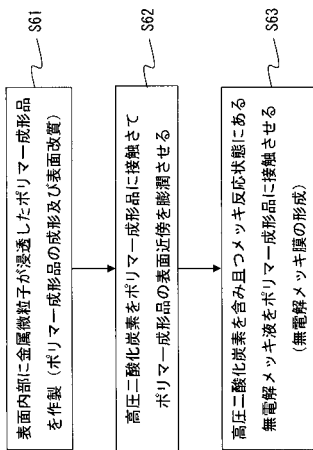 表面内部に金属微粒子が浸透したポリマー成形品
を作製（ポリマー成形品の成形及び表面改質）
S61
高圧二酸化炭素をポリマー成形品に接触させて
ポリマー成形品の表面近傍を膨潤させる
S62
高圧二酸化炭素を含み且つメッキ反応状態にある
無電解メッキ液をポリマー成形品に接触させる
（無電解メッキ膜の形成）
S63